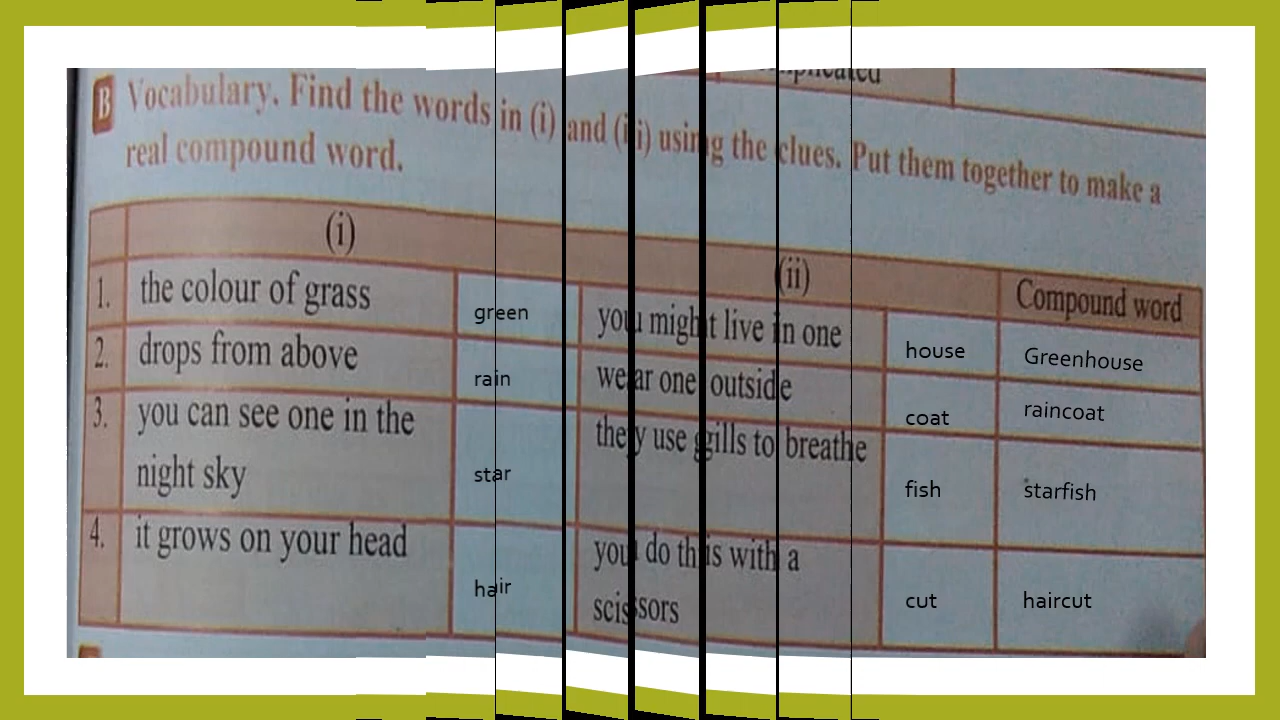 B Vocabulary. Find the words in (i) and (ii) using the clues. Put them together to make a
real compound word.
(i) (ii) Compound word
1. the colour of grass green you might live in one house Greenhouse
2. drops from above rain wear one outside coat raincoat
3. you can see one in the star they use gills to breathe fish starfish
night sky
4. it grows on your head hair you do this with a cut haircut
scissors